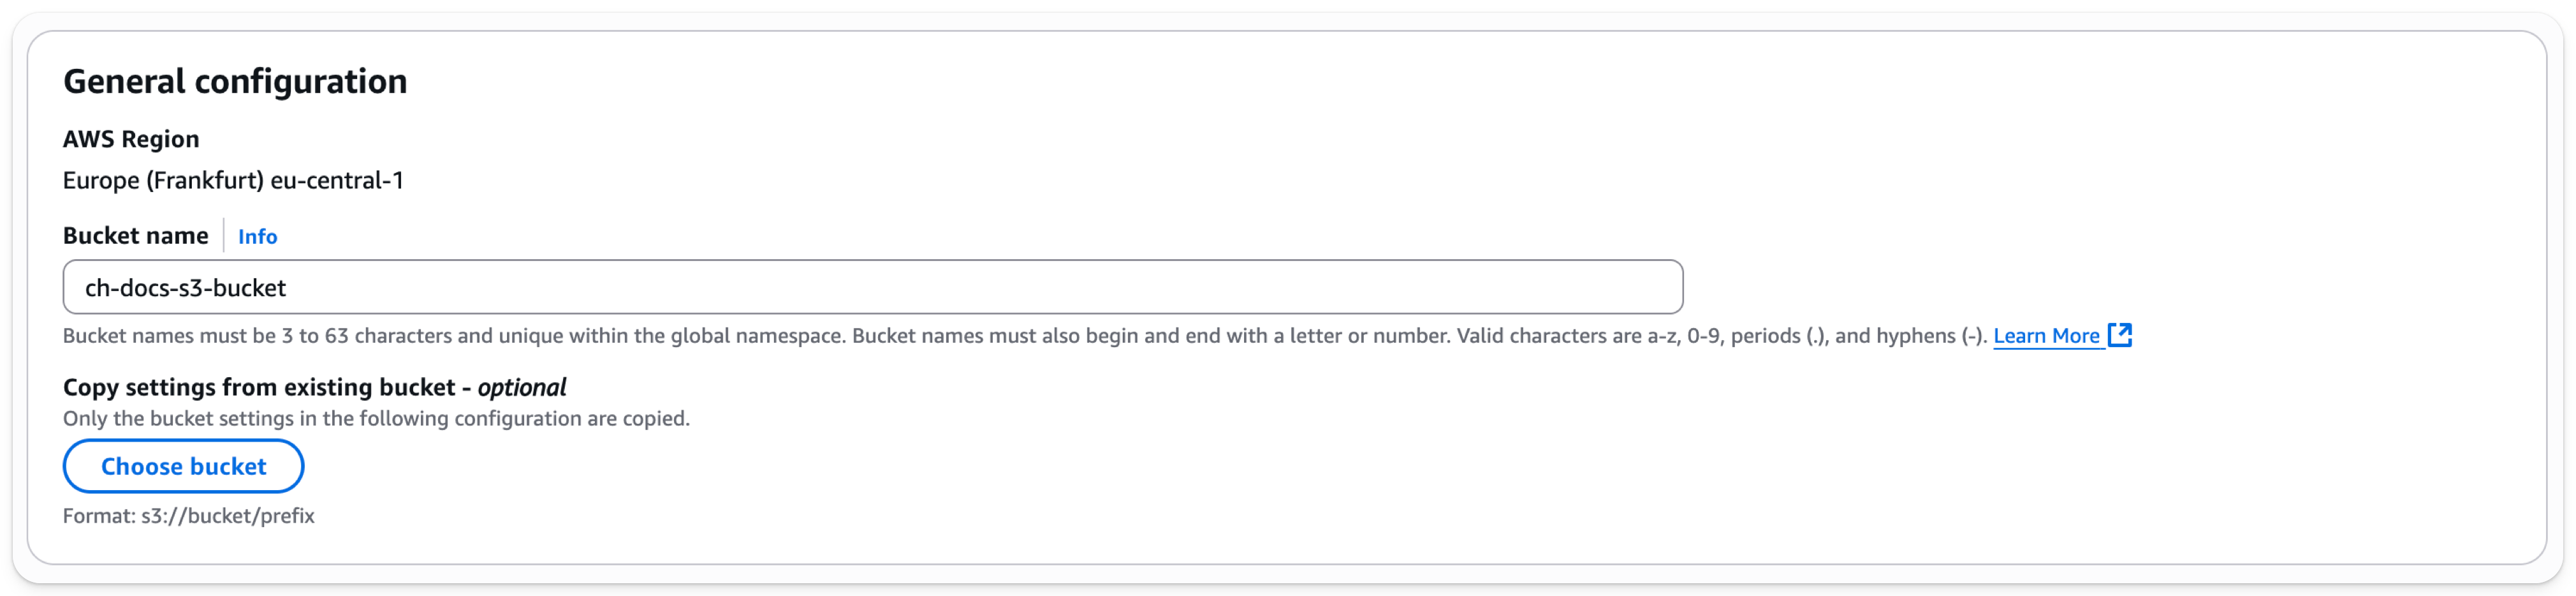 General configuration
AWS Region
Europe (Frankfurt) eu-central-1
Bucket name Info
ch-docs-s3-bucket
Bucket names must be 3 to 63 characters and unique within the global namespace. Bucket names must also begin and end with a letter or number. Valid characters are a-z, 0-9, periods (.), and hyphens (-). Learn More
Copy settings from existing bucket - optional
Only the bucket settings in the following configuration are copied.
Choose bucket
Format: s3://bucket/prefix